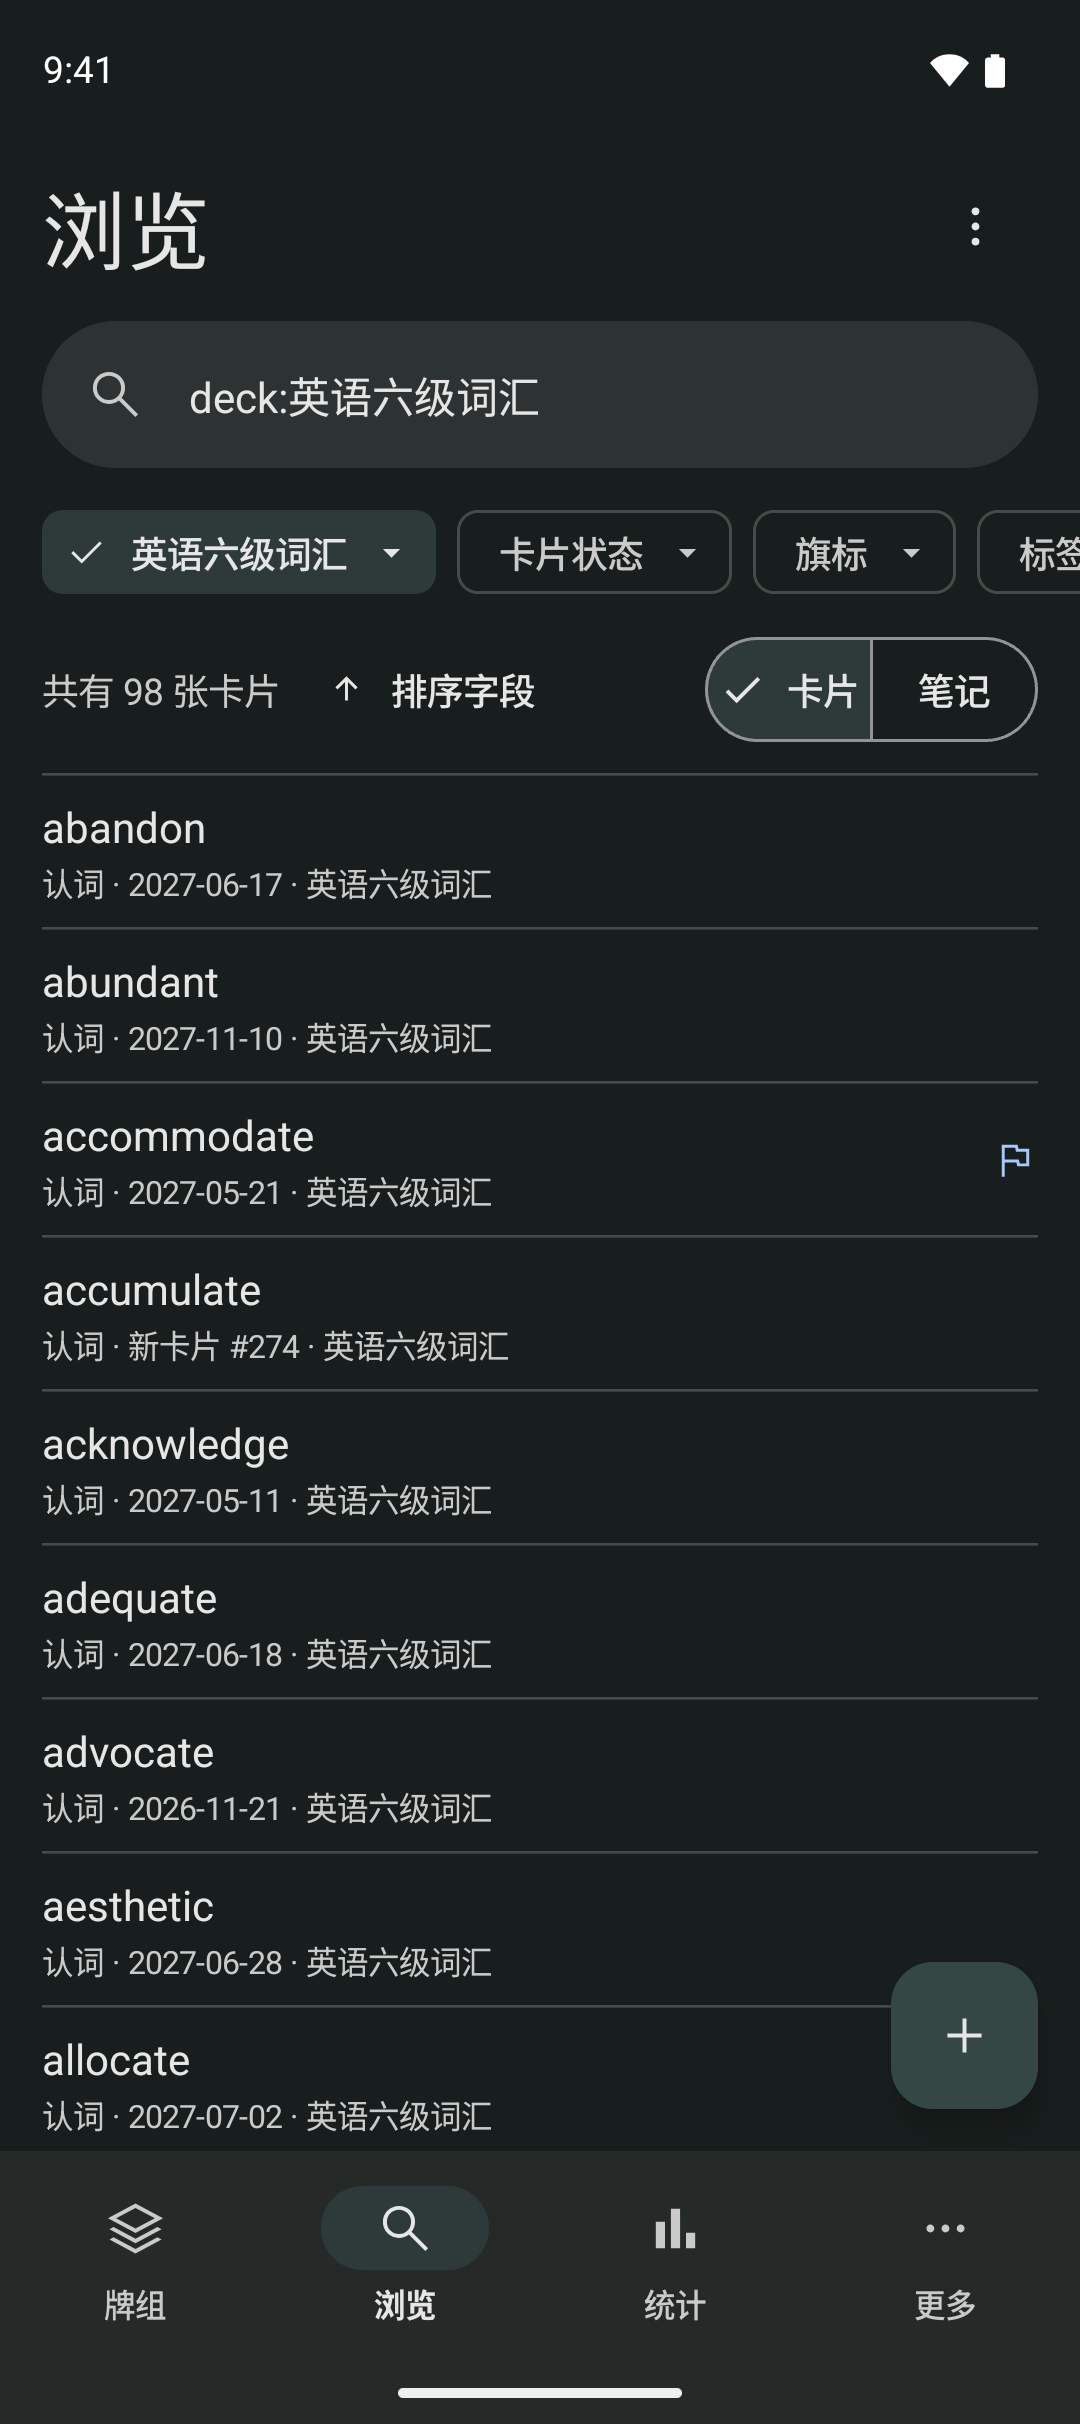 9:41
浏览
deck:英语六级词汇
英语六级词汇
卡片状态
旗标
标签
共有 98 张卡片
排序字段
卡片
笔记
abandon
认词 · 2027-06-17 · 英语六级词汇
abundant
认词 · 2027-11-10 · 英语六级词汇
accommodate
认词 · 2027-05-21 · 英语六级词汇
accumulate
认词 · 新卡片 #274 · 英语六级词汇
acknowledge
认词 · 2027-05-11 · 英语六级词汇
adequate
认词 · 2027-06-18 · 英语六级词汇
advocate
认词 · 2026-11-21 · 英语六级词汇
aesthetic
认词 · 2027-06-28 · 英语六级词汇
allocate
认词 · 2027-07-02 · 英语六级词汇
牌组
浏览
统计
更多